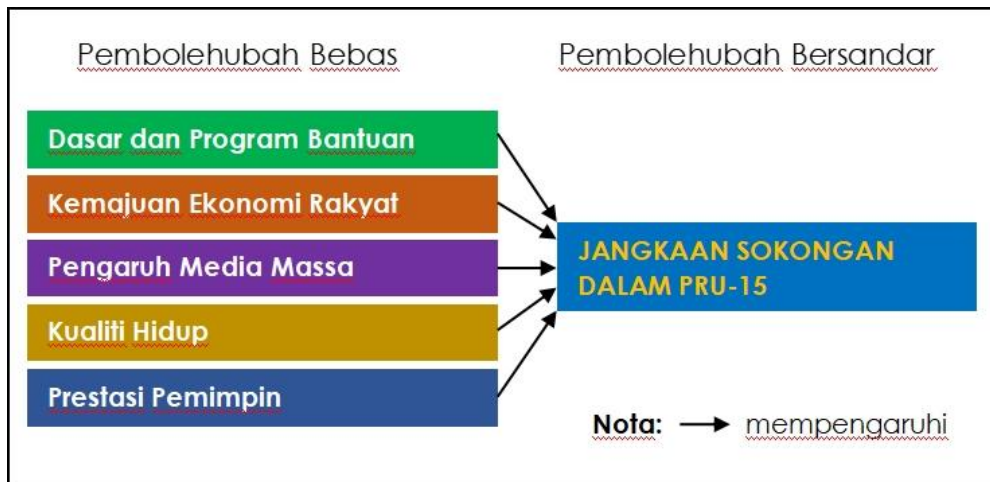 Pembolehubah Bebas
Pembolehubah Bersandar
Dasar dan Program Bantuan
Kemajuan Ekonomi Rakyat
Pengaruh Media Massa
Kualiti Hidup
Prestasi Pemimpin
JANGKAAN SOKONGAN
DALAM PRU-15
Nota: → mempengaruhi